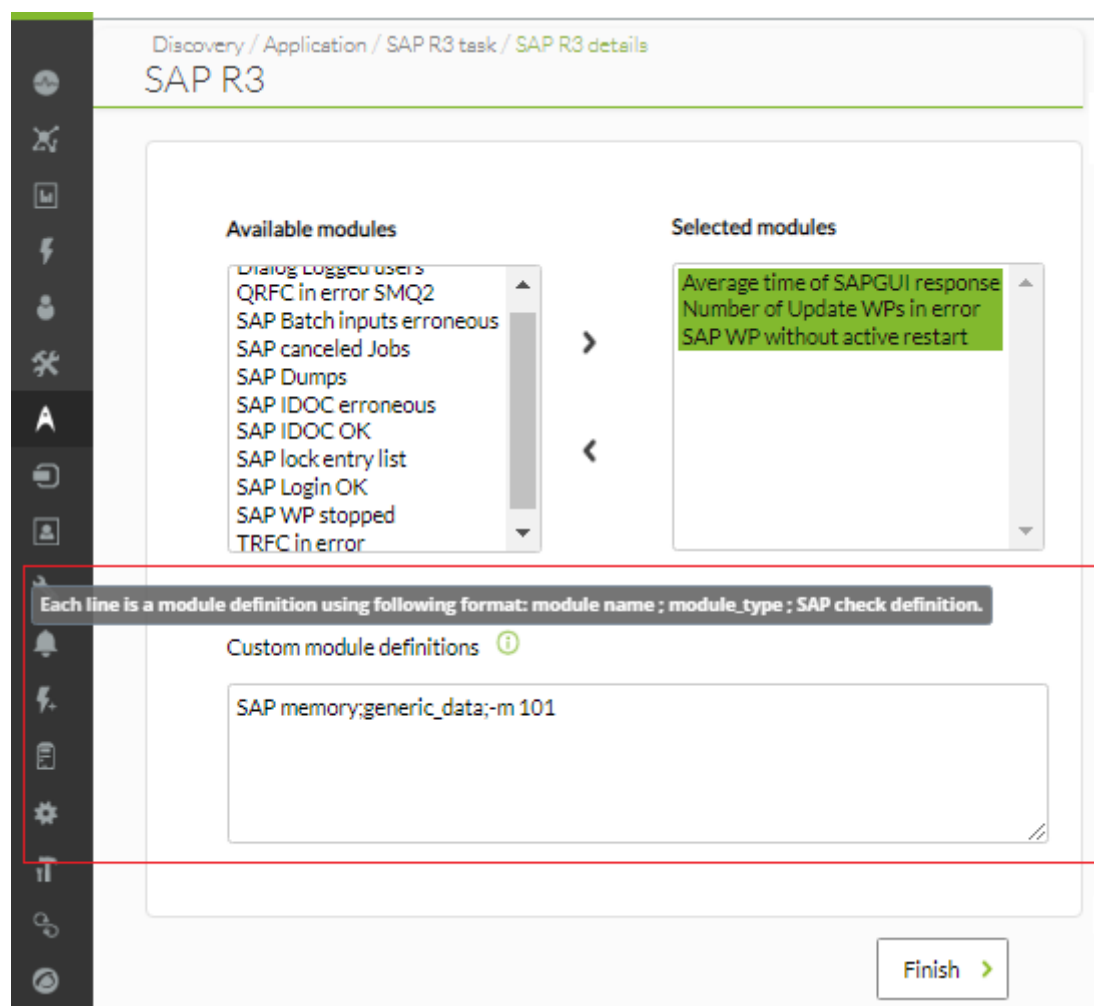 Discovery / Application / SAP R3 task / SAP R3 details
SAP R3
Available modules
Selected modules
Dialog Logged users
QRFC in error SMQ2
SAP Batch inputs erroneous
SAP canceled Jobs
SAP Dumps
SAP IDOC erroneous
SAP IDOC OK
SAP lock entry list
SAP Login OK
SAP WP stopped
TRFC in error
Average time of SAPGUI response
Number of Update WPs in error
SAP WP without active restart
Each line is a module definition using following format: module name ; module_type ; SAP check definition.
Custom module definitions
SAP memory;generic_data;-m 101
Finish